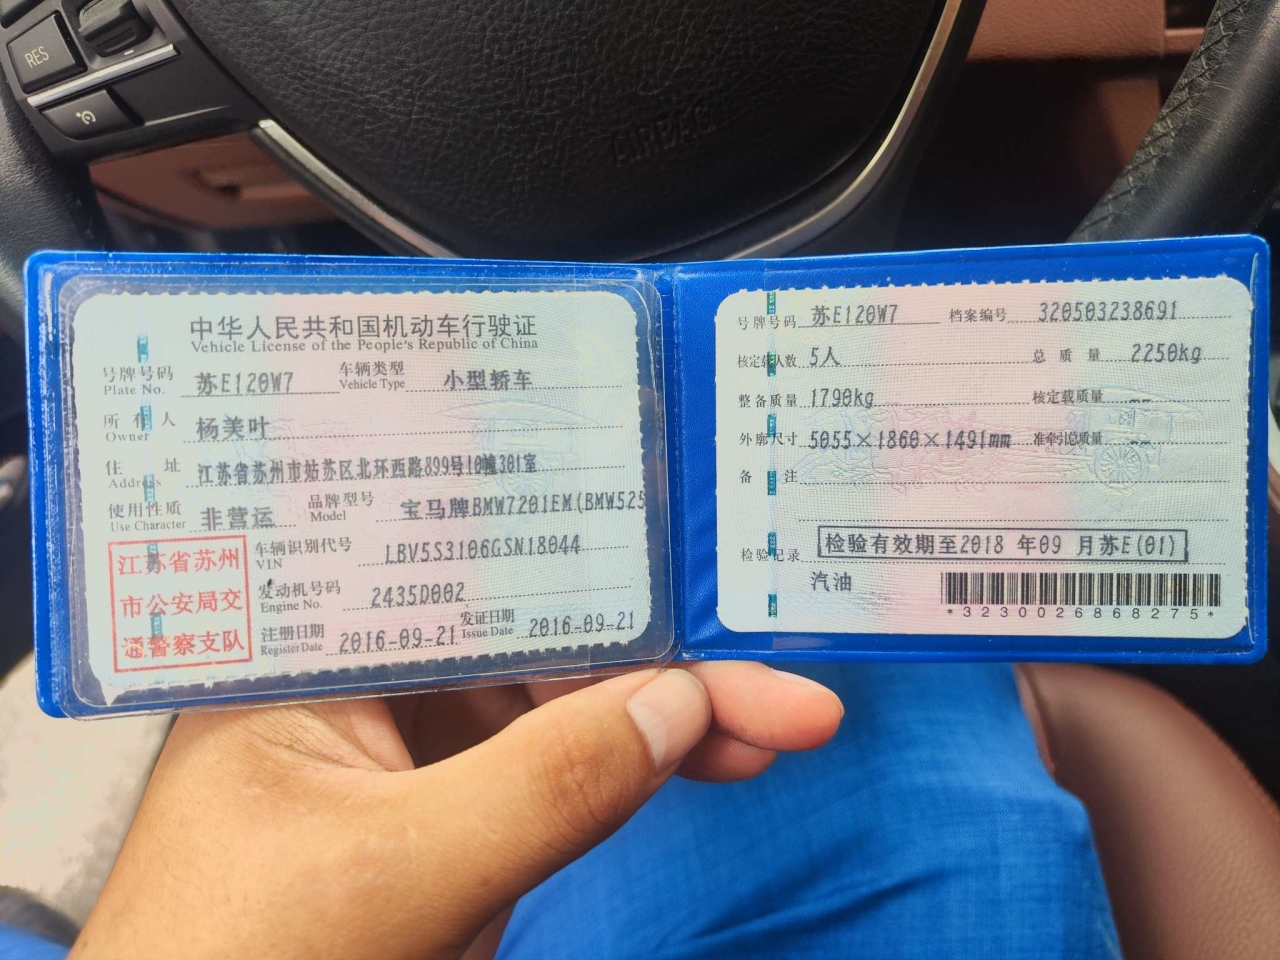 RES
AIRBAG
中华人民共和国机动车行驶证
Vehicle License of the People's Republic of China
号牌号码 苏E120W7 车辆类型 小型轿车
Plate No. Vehicle Type
所有人 杨美叶
Owner
住址 江苏省苏州市姑苏区北环西路899号10幢301室
Address
使用性质 非营运 品牌型号 宝马牌BMW7201EM(BMW525
Use Character Model
江苏省苏州
市公安局交
通警察支队
车辆识别代号 LBV5S3106GSN18044
VIN
发动机号码 2435D002
Engine No.
注册日期 2016-09-21 发证日期 2016-09-21
Register Date Issue Date
号牌号码 苏E120W7 档案编号 320503238691
核定载人数 5人 总质量 2250kg
整备质量 1790kg 核定载质量 --
外廓尺寸 5055×1860×1491mm 准牵引总质量 --
备注
检验记录 检验有效期至2018年09月苏E(01)
汽油
*3230026868275*